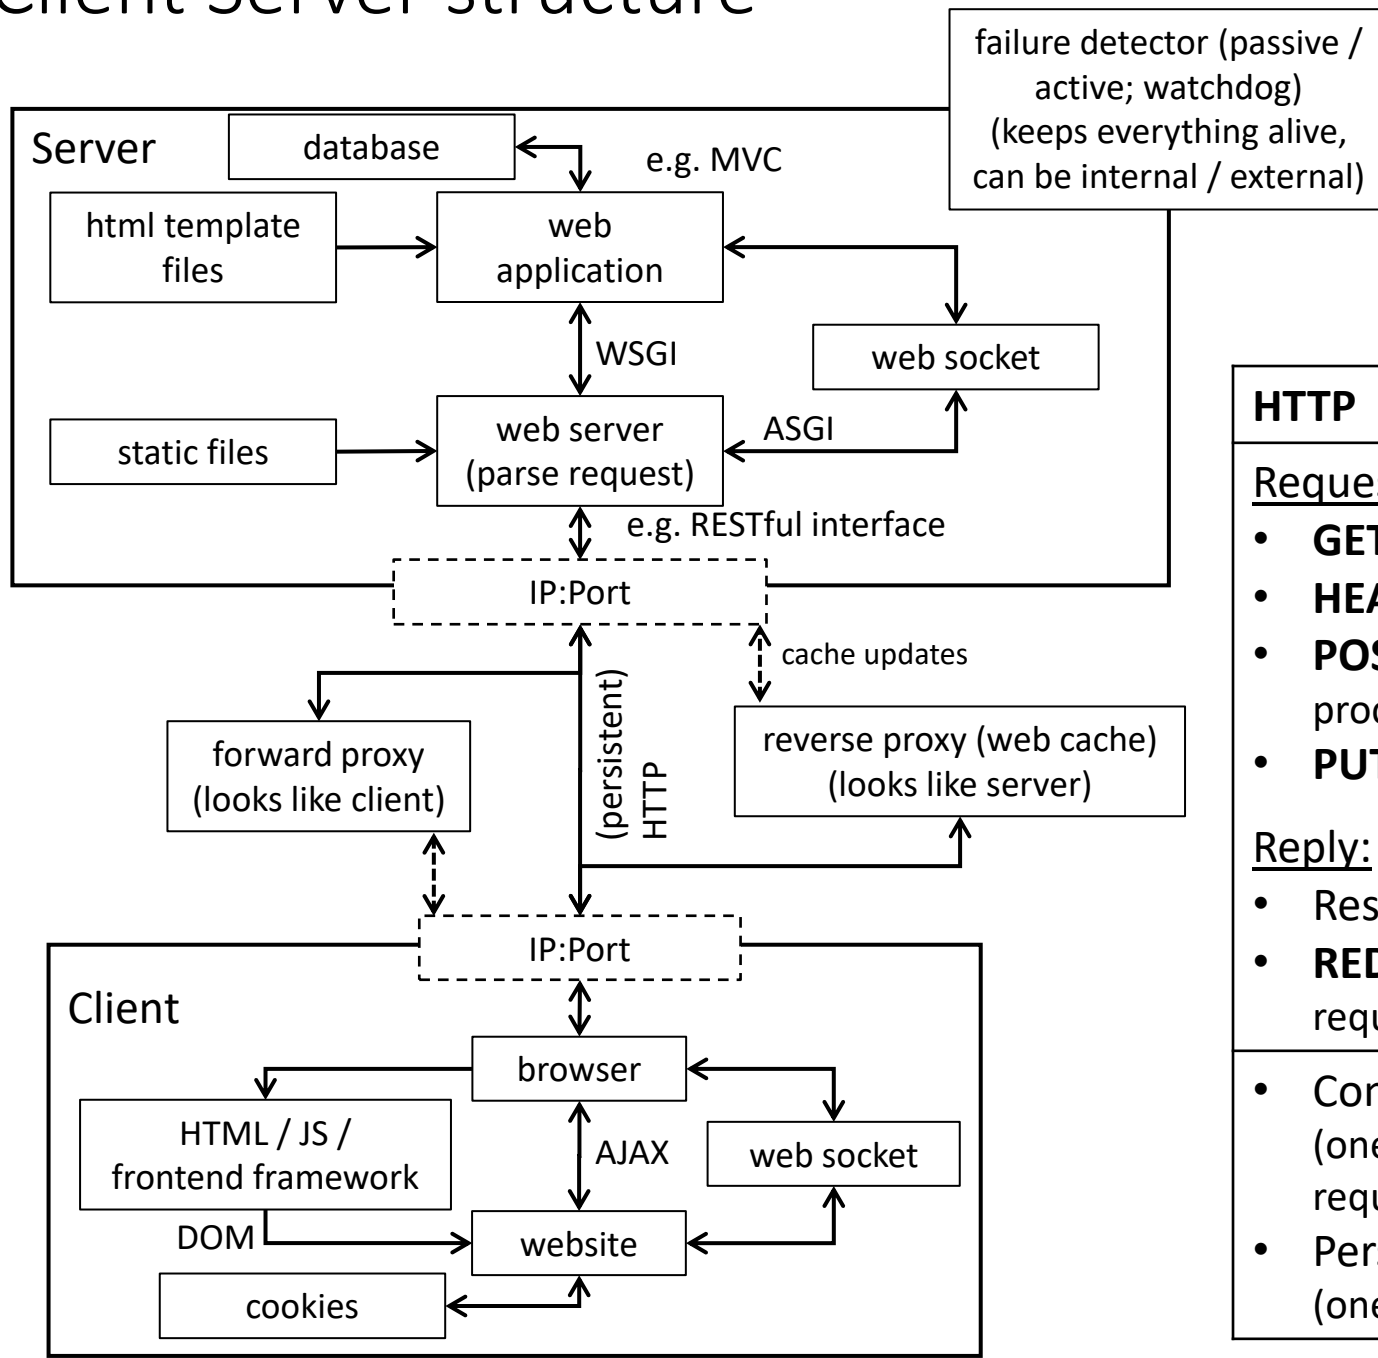 Client Server structure
failure detector (passive /
active; watchdog)
(keeps everything alive,
can be internal / external)
Server
database
e.g. MVC
html template
files
web
application
WSGI
web socket
static files
web server
(parse request)
ASGI
e.g. RESTful interface
IP:Port
cache updates
forward proxy
(looks like client)
(persistent)
HTTP
reverse proxy (web cache)
(looks like server)
IP:Port
Client
browser
HTML / JS /
frontend framework
AJAX
web socket
DOM
website
cookies
HTTP
• GET
Reply: